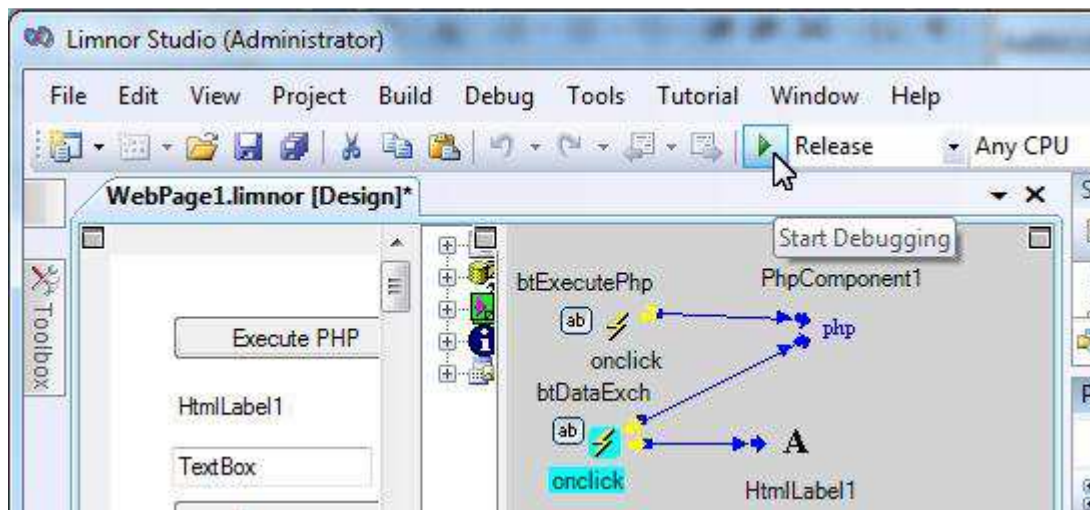 Limnor Studio (Administrator)
File Edit View Project Build Debug Tools Tutorial Window Help
Release Any CPU
WebPage1.limnor [Design]*
Start Debugging
Toolbox
btExecutePhp PhpComponent1
Execute PHP
ab
php
onclick
HtmlLabel1
btDataExch
ab
A
TextBox
onclick
HtmlLabel1